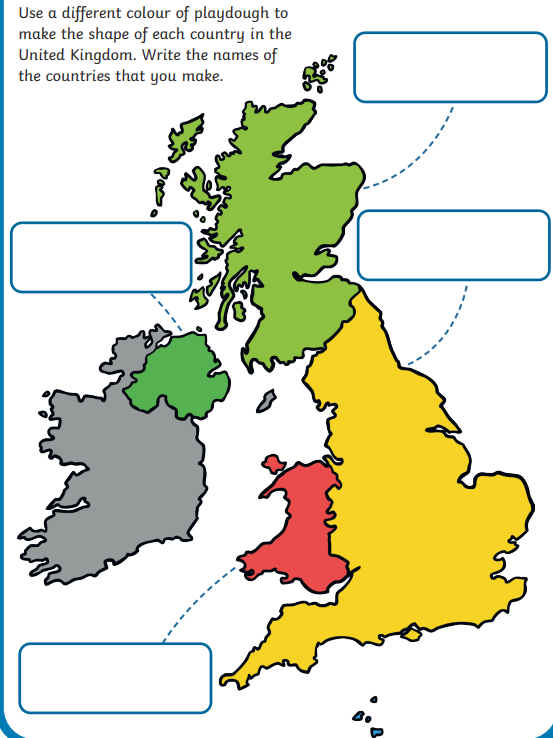 Use a different colour of playdough to
make the shape of each country in the
United Kingdom. Write the names of
the countries that you make.